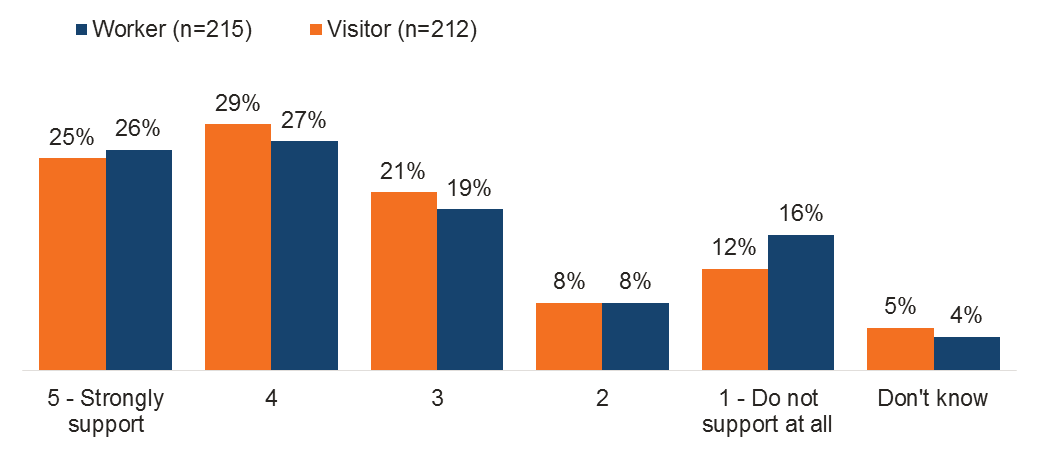 Worker (n=215) Visitor (n=212)
25% 26% 29% 27% 21% 19% 8% 8% 12% 16% 5% 4%
5 - Strongly support
4
3
2
1 - Do not support at all
Don't know